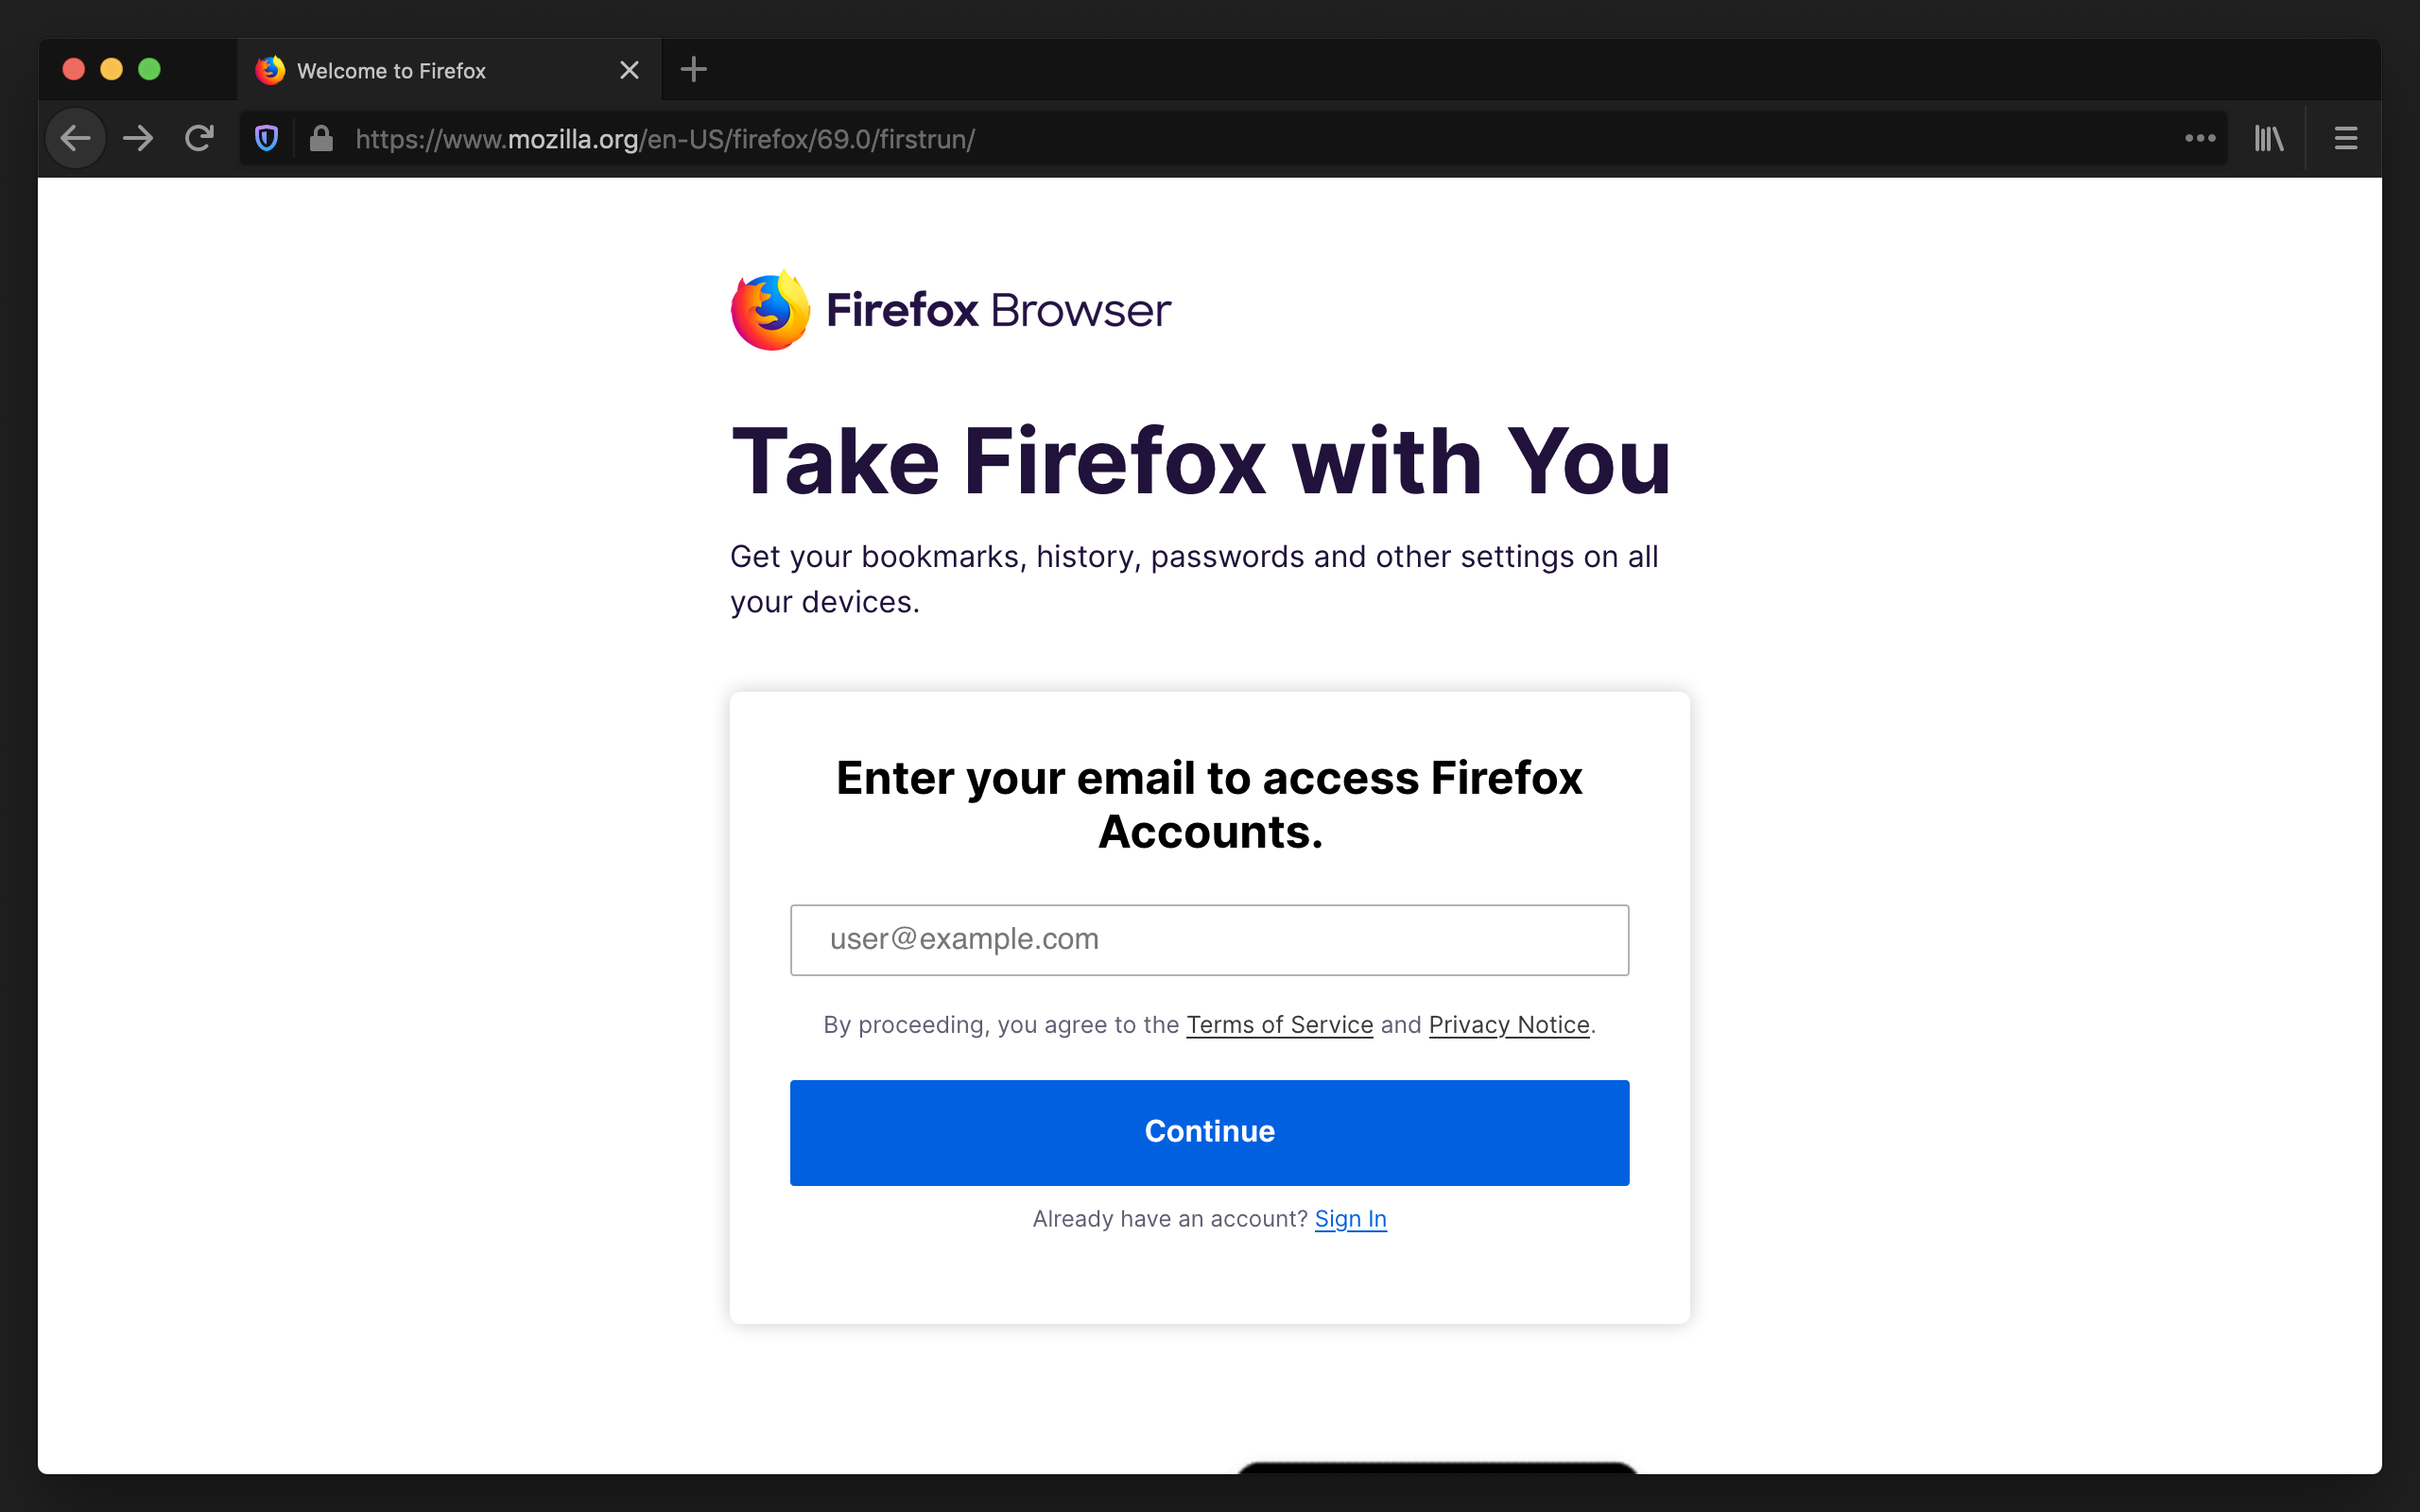 Welcome to Firefox
https://www.mozilla.org/en-US/firefox/69.0/firstrun/
Firefox Browser
Take Firefox with You
Get your bookmarks, history, passwords and other settings on all
your devices.
Enter your email to access Firefox
Accounts.
user@example.com
By proceeding, you agree to the Terms of Service and Privacy Notice.
Continue
Already have an account? Sign In